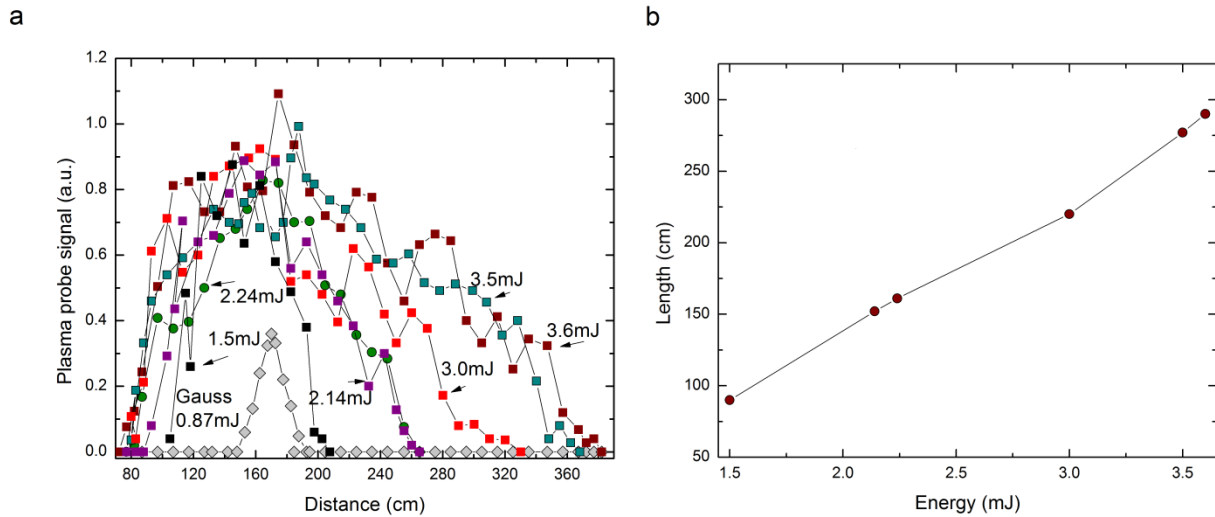 a
1.2
1.0
0.8
0.6
0.4
0.2
0.0
Plasma probe signal (a.u.)
80
120
160
200
240
280
320
360
Distance (cm)
2.24mJ
1.5mJ
Gauss
0.87mJ
2.14mJ
3.0mJ
3.5mJ
3.6mJ
b
300
250
200
150
100
50
Length (cm)
1.5
2.0
2.5
3.0
3.5
Energy (mJ)